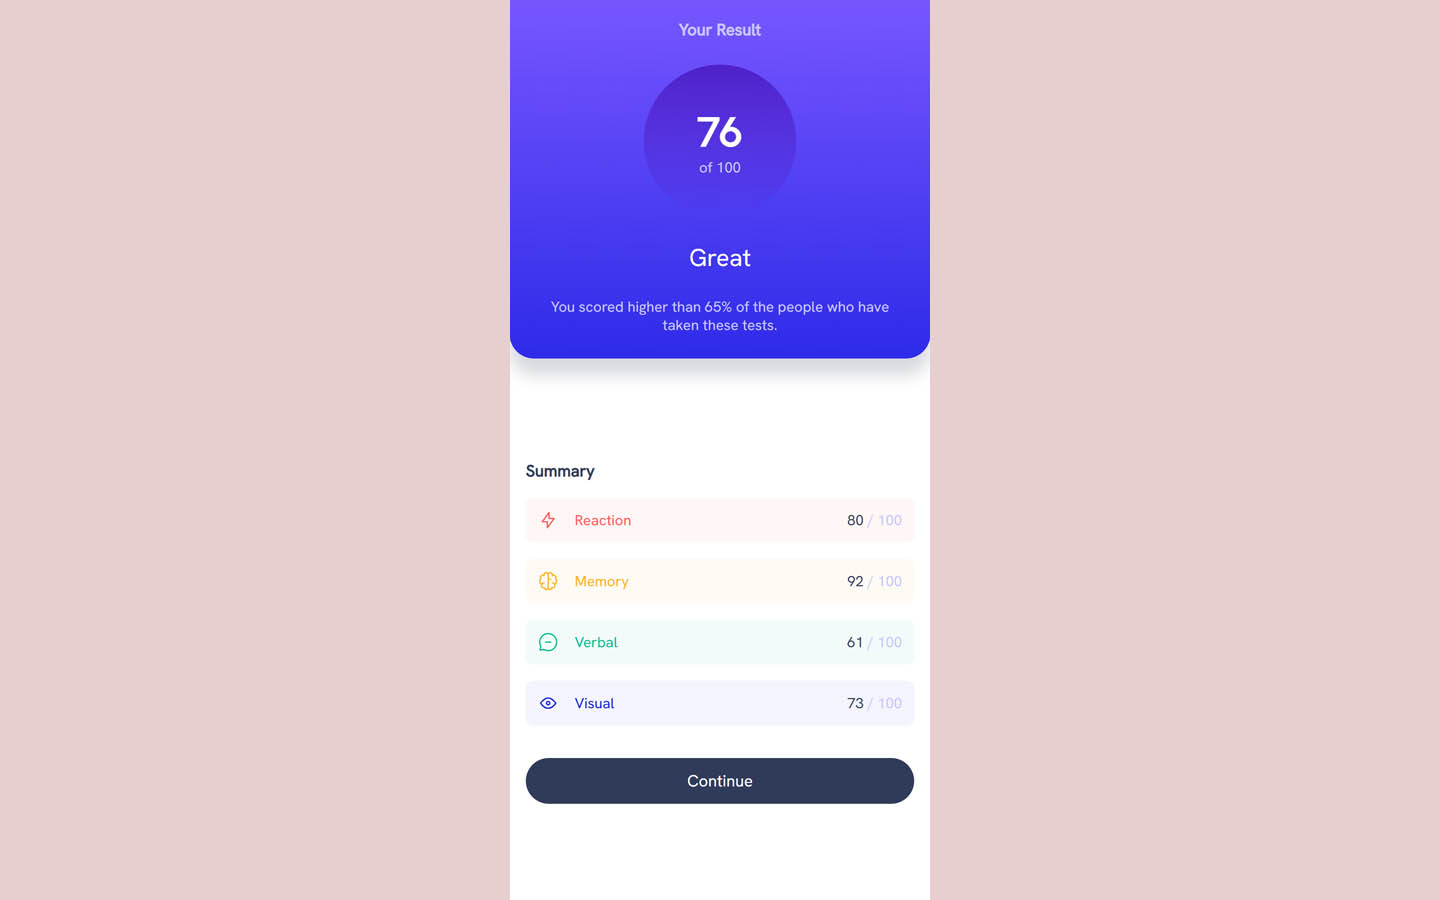 Your Result
76
of 100
Great
You scored higher than 65% of the people who have
taken these tests.
Summary
Reaction 80 / 100
Memory 92 / 100
Verbal 61 / 100
Visual 73 / 100
Continue